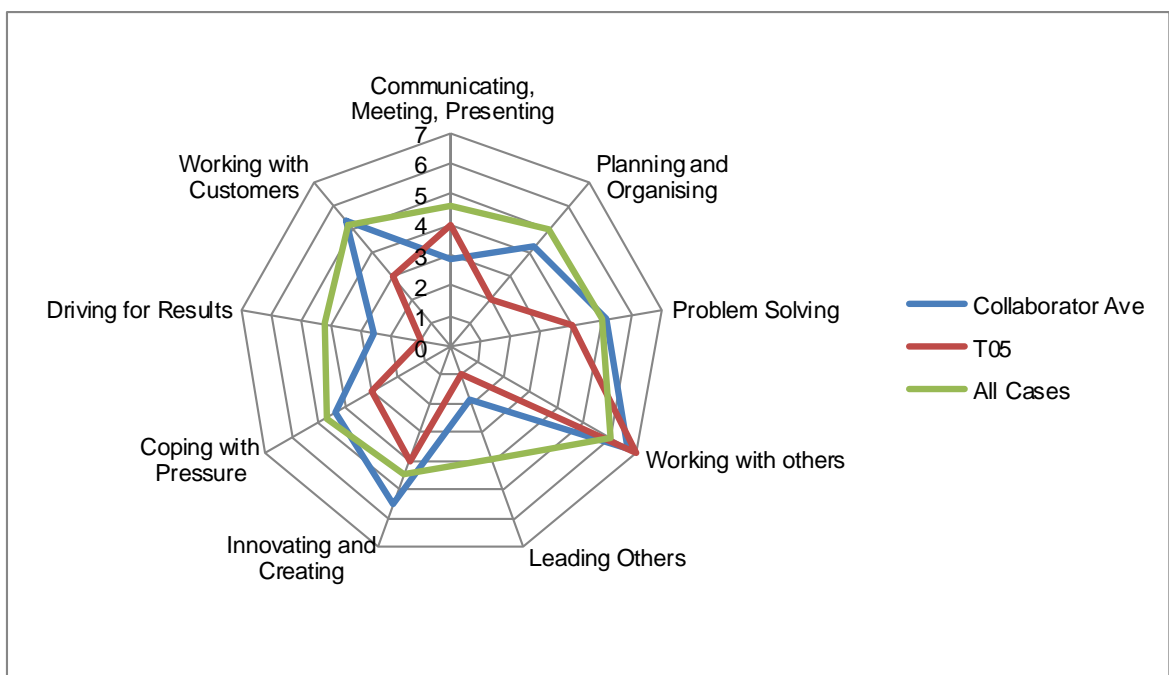 Communicating,
Meeting, Presenting
7
6
5
4
3
2
1
0
Planning and
Organising
Problem Solving
Working with others
Leading Others
Innovating and
Creating
Coping with
Pressure
Driving for Results
Working with
Customers
Collaborator Ave
T05
All Cases